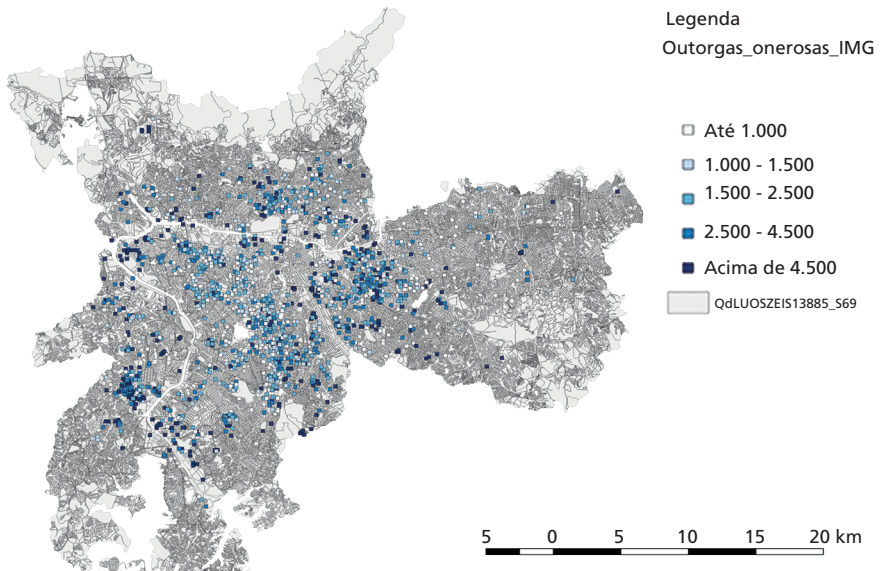 Legenda
Outorgas_onerosas_IMG
Até 1.000
1.000 - 1.500
1.500 - 2.500
2.500 - 4.500
Acima de 4.500
QdLUOSZEIS13885_S69
5 0 5 10 15 20 km